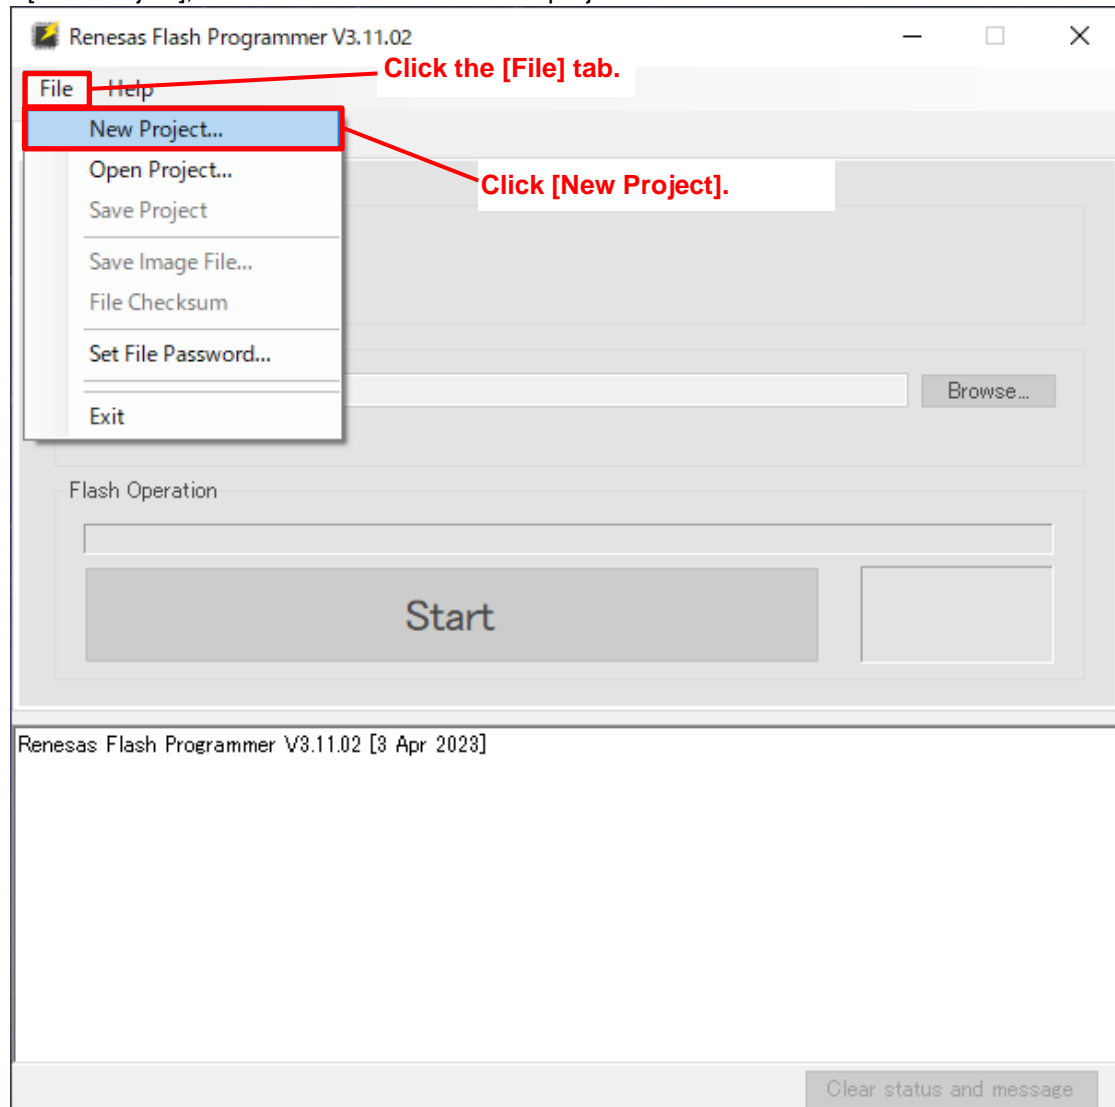 Renesas Flash Programmer V3.11.02
Click the [File] tab.
File Help
New Project...
Open Project...
Click [New Project].
Save Project
Save Image File...
File Checksum
Set File Password...
Browse...
Exit
Flash Operation
Start
Renesas Flash Programmer V3.11.02 [3 Apr 2023]
Clear status and message